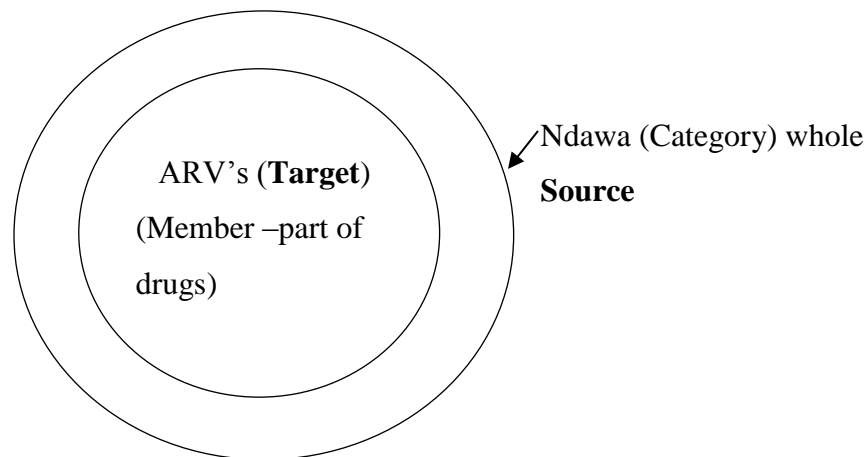 ARV’s (Target)
(Member –part of
drugs)
Ndawa (Category) whole
Source